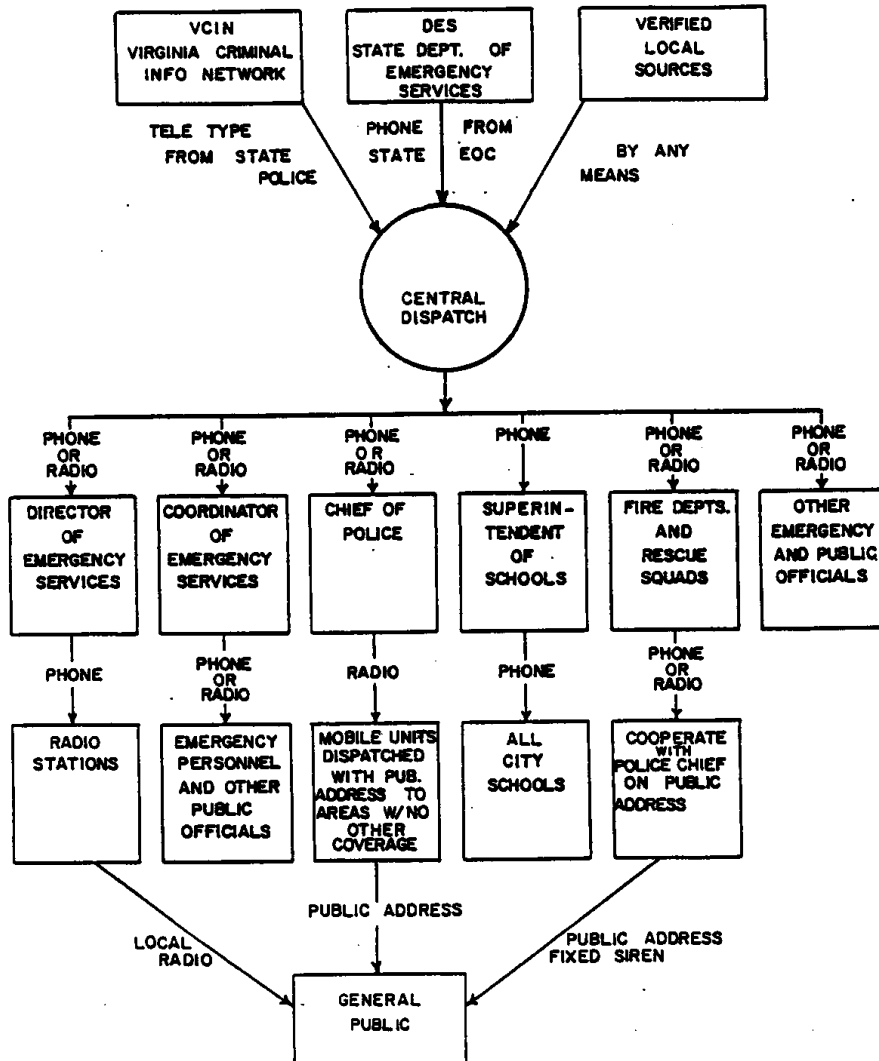 VCIN
VIRGINIA CRIMINAL
INFO NETWORK
DES
STATE DEPT. OF
EMERGENCY
SERVICES
VERIFIED
LOCAL
SOURCES
TELE TYPE
FROM STATE
POLICE
PHONE FROM
STATE EOC
BY ANY
MEANS
CENTRAL
DISPATCH
PHONE
OR
RADIO
PHONE
OR
RADIO
PHONE
OR
RADIO
PHONE
PHONE
OR
RADIO
PHONE
OR
RADIO
DIRECTOR
OF
EMERGENCY
SERVICES
COORDINATOR
OF
EMERGENCY
SERVICES
CHIEF OF
POLICE
SUPERIN-
TENDENT
OF
SCHOOLS
FIRE DEPTS.
AND
RESCUE
SQUADS
OTHER
EMERGENCY
AND PUBLIC
OFFICIALS
PHONE
PHONE
OR
RADIO
RADIO
PHONE
PHONE
OR
RADIO
RADIO
STATIONS
EMERGENCY
PERSONNEL
AND OTHER
PUBLIC
OFFICIALS
MOBILE UNITS
DISPATCHED
WITH PUB.
ADDRESS TO
AREAS W/NO
OTHER
COVERAGE
ALL
CITY
SCHOOLS
COOPERATE
WITH
POLICE CHIEF
ON PUBLIC
ADDRESS
LOCAL
RADIO
PUBLIC ADDRESS
PUBLIC ADDRESS
FIXED SIREN
GENERAL
PUBLIC